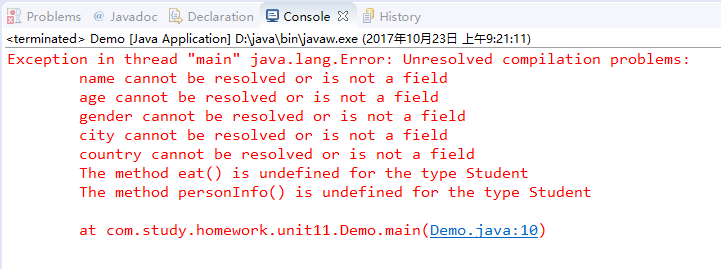 Problems @ Javadoc Declaration Console History
<terminated> Demo [Java Application] D:\java\bin\javaw.exe (2017年10月23日 上午9:21:11)
Exception in thread "main" java.lang.Error: Unresolved compilation problems:
name cannot be resolved or is not a field
age cannot be resolved or is not a field
gender cannot be resolved or is not a field
city cannot be resolved or is not a field
country cannot be resolved or is not a field
The method eat() is undefined for the type Student
The method personInfo() is undefined for the type Student
at com.study.homework.unit11.Demo.main(Demo.java:10)